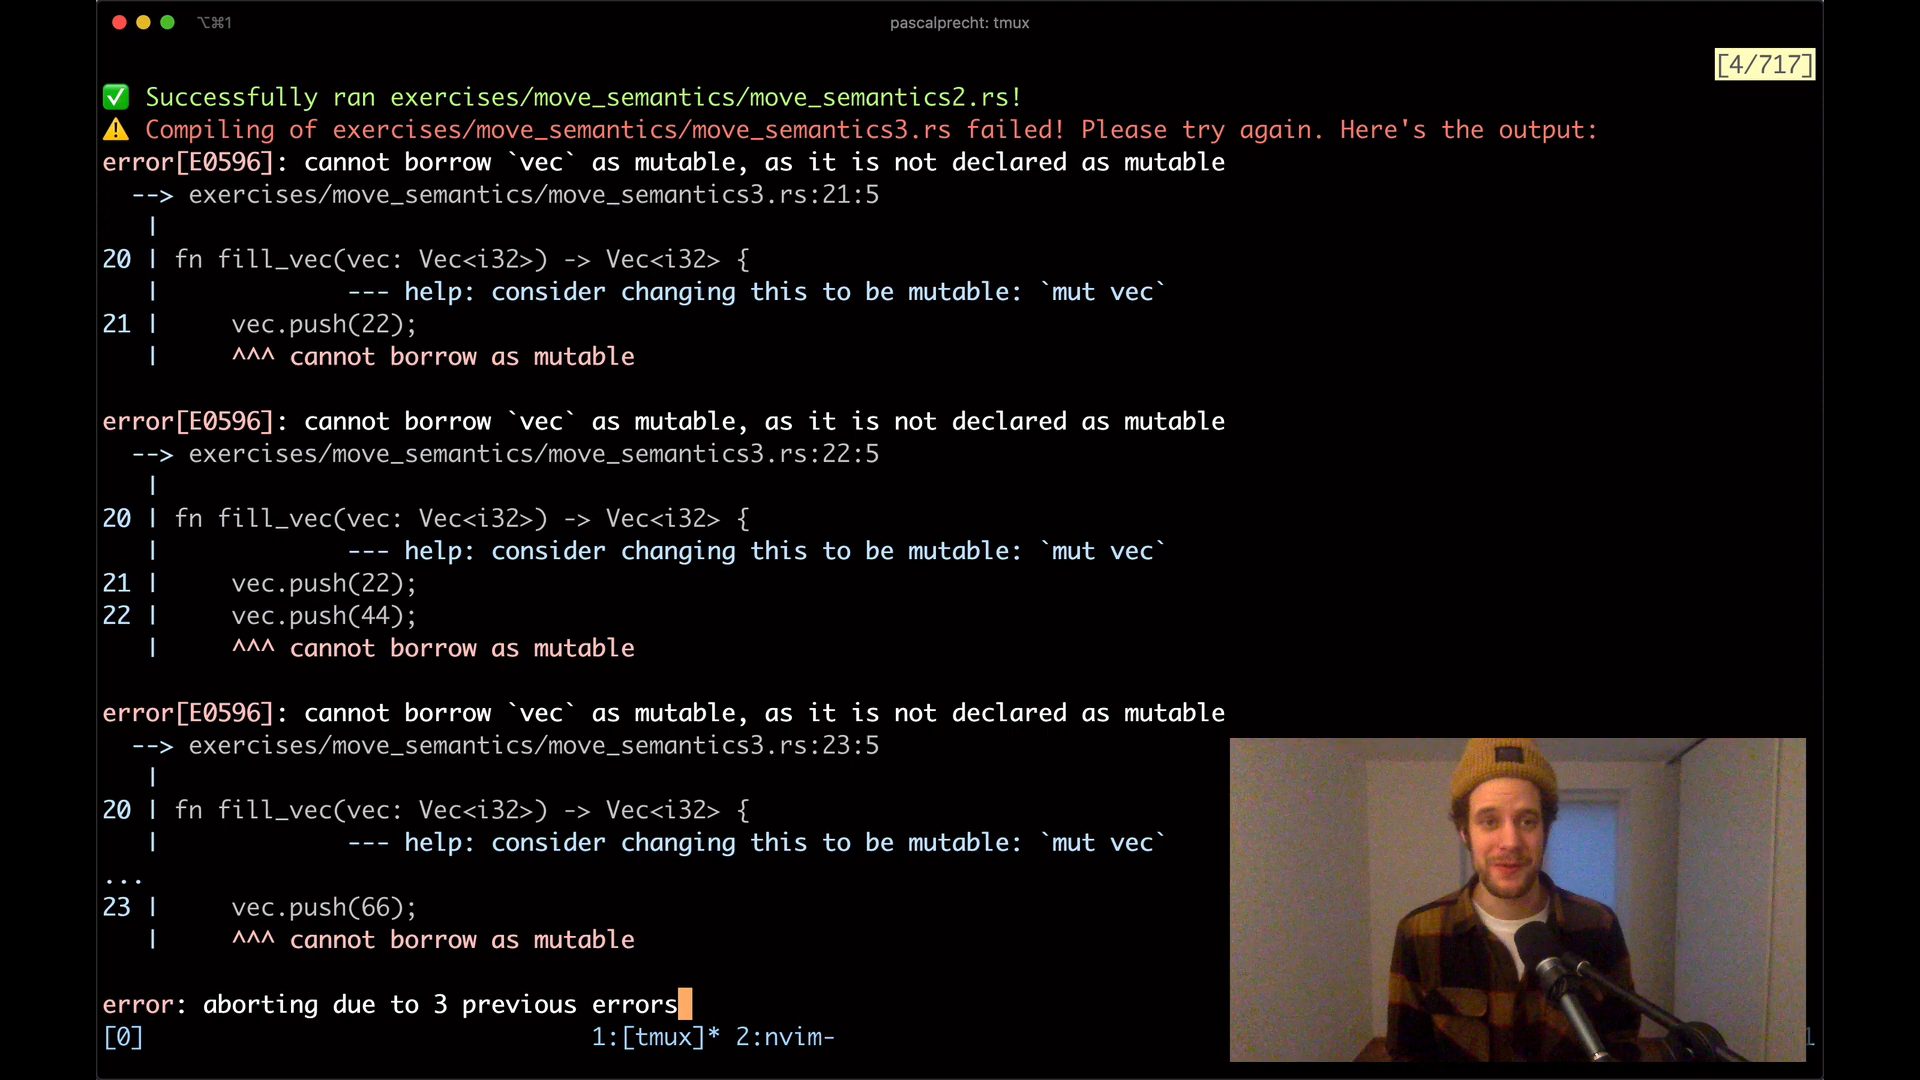 ⌥⌘1
pascalprecht: tmux
[4/717]
✅ Successfully ran exercises/move_semantics/move_semantics2.rs!
⚠️ Compiling of exercises/move_semantics/move_semantics3.rs failed! Please try again. Here's the output:
error[E0596]: cannot borrow `vec` as mutable, as it is not declared as mutable
  --> exercises/move_semantics/move_semantics3.rs:21:5
   |
20 | fn fill_vec(vec: Vec<i32>) -> Vec<i32> {
   |             --- help: consider changing this to be mutable: `mut vec`
21 |     vec.push(22);
   |     ^^^ cannot borrow as mutable
error[E0596]: cannot borrow `vec` as mutable, as it is not declared as mutable
  --> exercises/move_semantics/move_semantics3.rs:22:5
   |
20 | fn fill_vec(vec: Vec<i32>) -> Vec<i32> {
   |             --- help: consider changing this to be mutable: `mut vec`
21 |     vec.push(22);
22 |     vec.push(44);
   |     ^^^ cannot borrow as mutable
error[E0596]: cannot borrow `vec` as mutable, as it is not declared as mutable
  --> exercises/move_semantics/move_semantics3.rs:23:5
   |
20 | fn fill_vec(vec: Vec<i32>) -> Vec<i32> {
   |             --- help: consider changing this to be mutable: `mut vec`
...
23 |     vec.push(66);
   |     ^^^ cannot borrow as mutable
error: aborting due to 3 previous errors
[0] 1:[tmux]* 2:nvim-